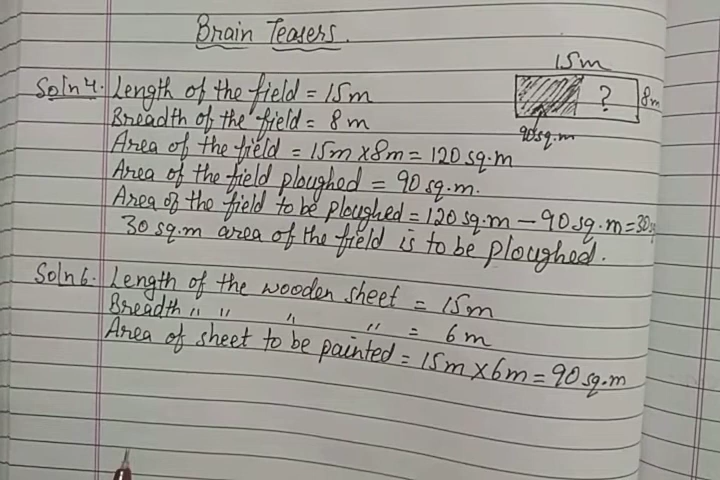 Brain Teasers.
15m
Soln 4. Length of the field = 15m
? 8m
Breadth of the field = 8m
90sq.m
Area of the field = 15m x 8m = 120 sq.m
Area of the field ploughed = 90 sq.m.
Area of the field to be ploughed = 120 sq.m - 90 sq.m = 30 sq
30 sq.m area of the field is to be ploughed.
Soln 6. Length of the wooden sheet = 15m
Breadth " " " " = 6m
Area of sheet to be painted = 15m x 6m = 90 sq.m